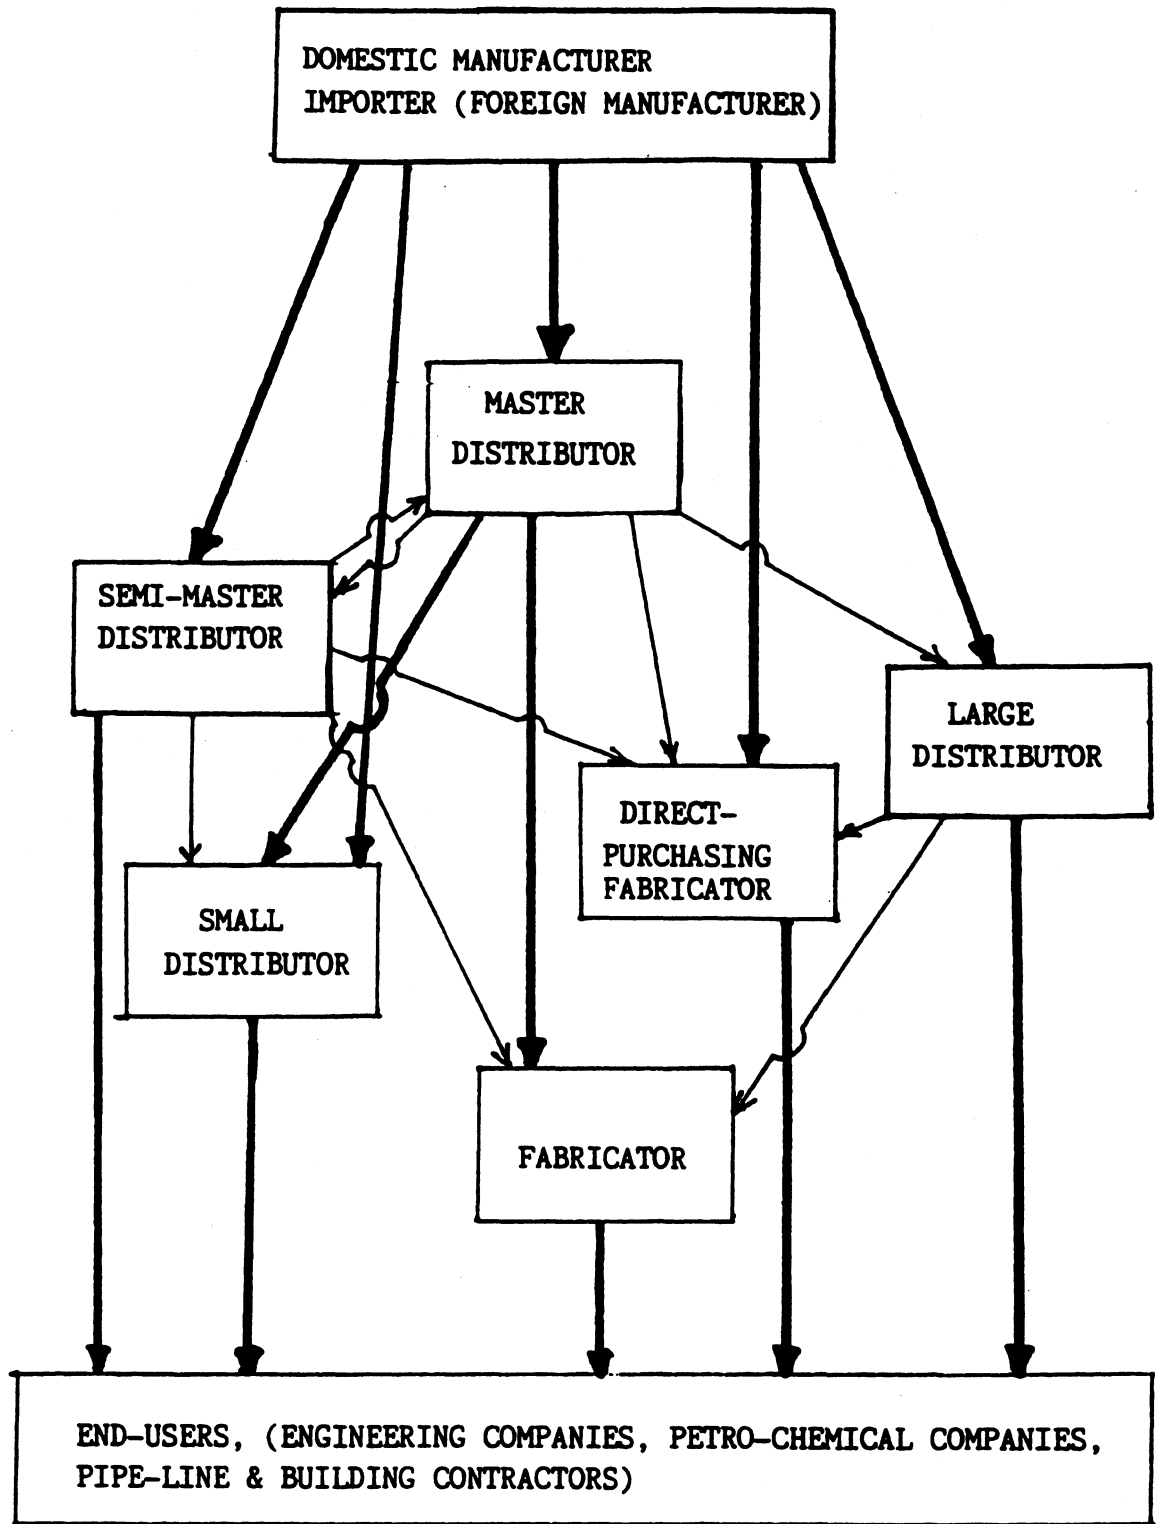 DOMESTIC MANUFACTURER
IMPORTER (FOREIGN MANUFACTURER)
MASTER
DISTRIBUTOR
SEMI-MASTER
DISTRIBUTOR
LARGE
DISTRIBUTOR
DIRECT-
PURCHASING
FABRICATOR
SMALL
DISTRIBUTOR
FABRICATOR
END-USERS, (ENGINEERING COMPANIES, PETRO-CHEMICAL COMPANIES,
PIPE-LINE & BUILDING CONTRACTORS)